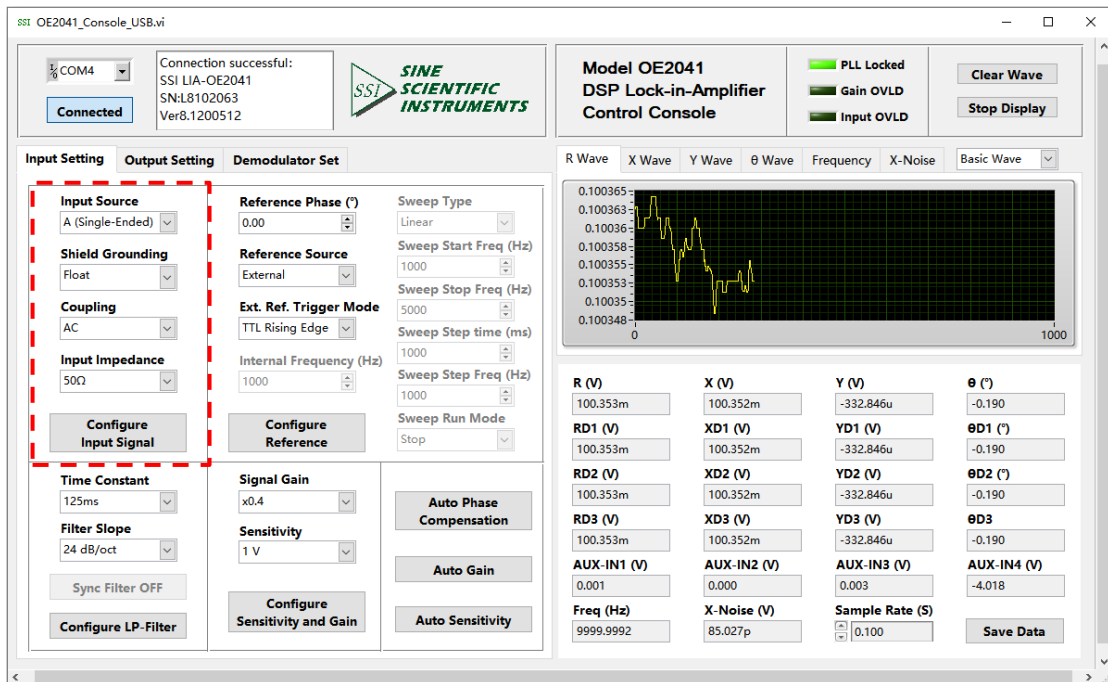 SSI OE2041_Console_USB.vi
I/O COM4
Connected
Connection successful:
SSI LIA-OE2041
SN:L8102063
Ver8.1200512
SSI
SINE
SCIENTIFIC
INSTRUMENTS
Model OE2041
DSP Lock-in-Amplifier
Control Console
PLL Locked
Gain OVLD
Input OVLD
Clear Wave
Stop Display
Input Setting Output Setting Demodulator Set
Input Source
A (Single-Ended)
Shield Grounding
Float
Coupling
AC
Input Impedance
50Ω
Configure
Input Signal
Reference Phase (°)
0.00
Reference Source
External
Ext. Ref. Trigger Mode
TTL Rising Edge
Internal Frequency (Hz)
1000
Configure
Reference
Sweep Type
Linear
Sweep Start Freq (Hz)
1000
Sweep Stop Freq (Hz)
5000
Sweep Step time (ms)
1000
Sweep Step Freq (Hz)
1000
Sweep Run Mode
Stop
Time Constant
125ms
Filter Slope
24 dB/oct
Sync Filter OFF
Configure LP-Filter
Signal Gain
x0.4
Sensitivity
1 V
Configure
Sensitivity and Gain
Auto Phase
Compensation
Auto Gain
Auto Sensitivity
R Wave X Wave Y Wave θ Wave Frequency X-Noise Basic Wave
0.100365
0.100363
0.10036
0.100358
0.100355
0.100353
0.10035
0.100348
0 1000
R (V) X (V) Y (V) θ (°)
100.353m 100.352m -332.846u -0.190
RD1 (V) XD1 (V) YD1 (V) θD1 (°)
100.353m 100.352m -332.846u -0.190
RD2 (V) XD2 (V) YD2 (V) θD2 (°)
100.353m 100.352m -332.846u -0.190
RD3 (V) XD3 (V) YD3 (V) θD3
100.353m 100.352m -332.846u -0.190
AUX-IN1 (V) AUX-IN2 (V) AUX-IN3 (V) AUX-IN4 (V)
0.001 0.000 0.003 -4.018
Freq (Hz) X-Noise (V) Sample Rate (S)
9999.9992 85.027p 0.100 Save Data